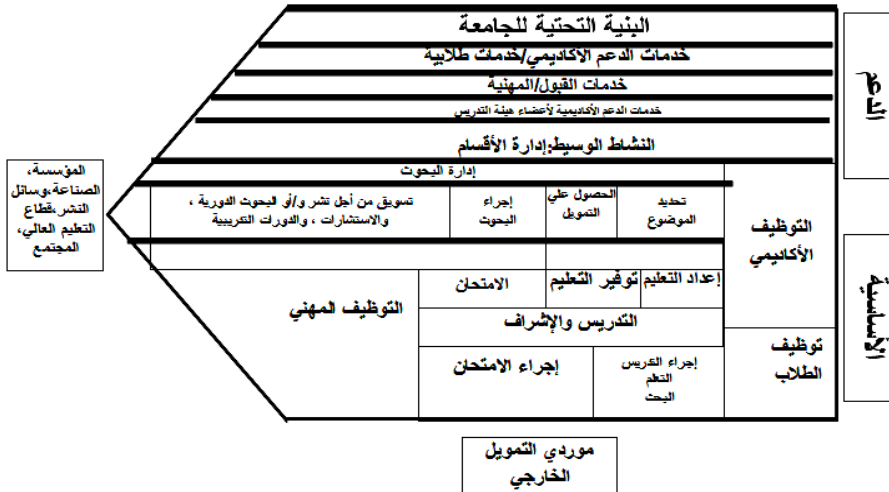 البنية التحتية للجامعة
خدمات الدعم الاكاديمي/خدمات طلابية
خدمات القبول/المهنية
خدمات الدعم الأكاديمية لأعضاء هيئة التدريس
النشاط الوسيط:إدارة الأقسام
الدعم
إدارة البحوث
التوظيف
الأكاديمي
تحديد
الموضوع
الحصول علي
التمويل
إجراء
البحوث
تسويق من أجل نشر و/أو البحوث الدورية ،
والاستشارات ، والدورات التدريبية
المؤسسة،
الصناعة،وسائل
النشر،قطاع
التعليم العالي،
المجتمع
الأساسية
إعداد التعليم
توفير التعليم
الامتحان
التوظيف المهني
التدريس والإشراف
توظيف
الطلاب
إجراء التدريس
التعلم
البحث
إجراء الامتحان
موردي التمويل
الخارجي